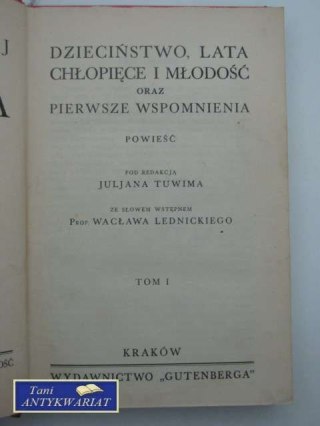 J
A
OŚĆ
DZIECIŃSTWO, LATA
CHŁOPIĘCE I MŁODOŚĆ
ORAZ
PIERWSZE WSPOMNIENIA
POWIEŚĆ
POD REDAKCJĄ
JULJANA TUWIMA
ZE SŁOWEM WSTĘPNEM
PROF. WACŁAWA LEDNICKIEGO
TOM I
KRAKÓW
WYDAWNICTWO „GUTENBERGA"
Tani
ANTYKWARIAT